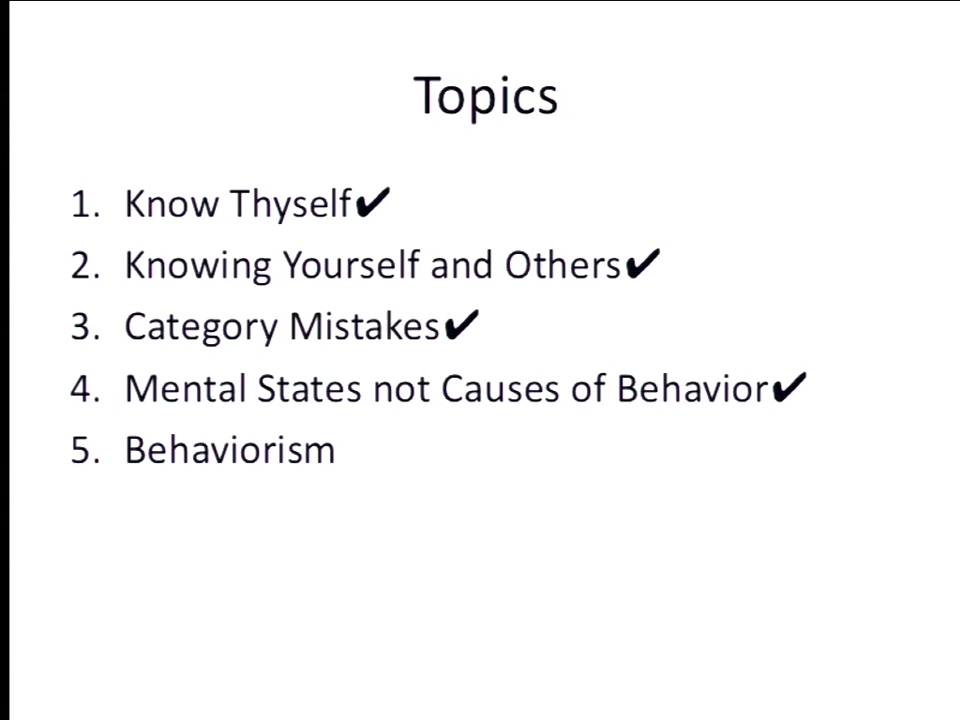 Topics
1. Know Thyself✔
2. Knowing Yourself and Others✔
3. Category Mistakes✔
4. Mental States not Causes of Behavior✔
5. Behaviorism